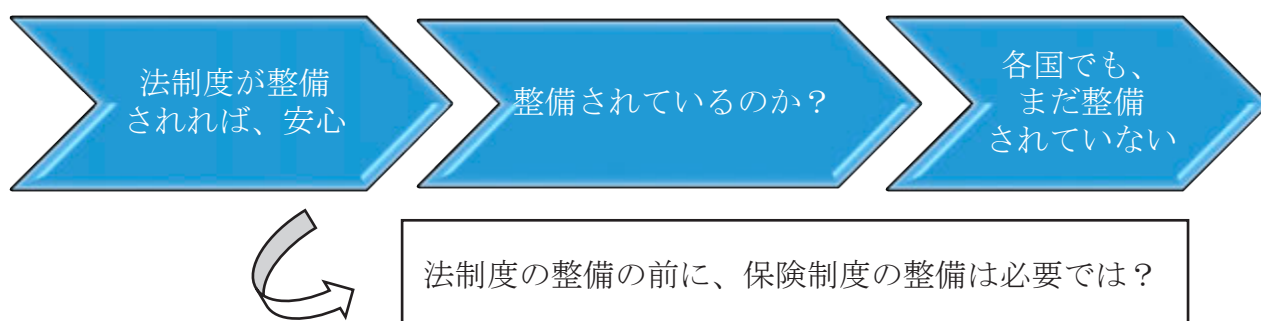 法制度が整備
されれば、安心
整備されているのか？
各国でも、
まだ整備
されていない
法制度の整備の前に、保険制度の整備は必要では？